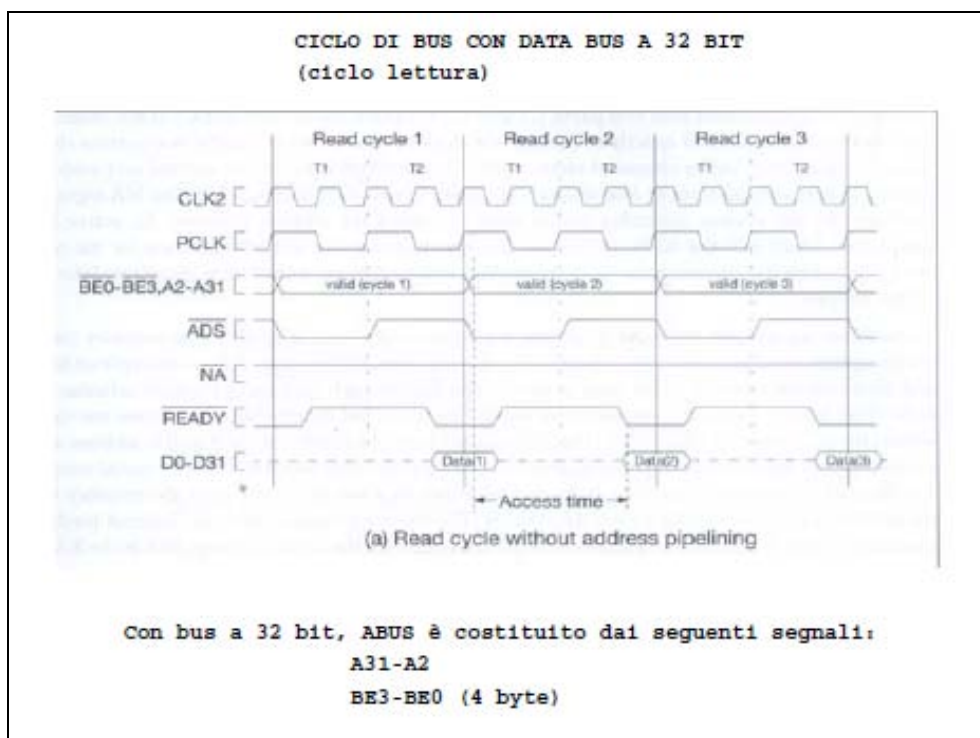 CICLO DI BUS CON DATA BUS A 32 BIT
(ciclo lettura)
Read cycle 1 Read cycle 2 Read cycle 3
T1 T2 T1 T2 T1 T2
CLK2
PCLK
BE0-BE3,A2-A31 valid (cycle 1) valid (cycle 2) valid (cycle 3)
ADS
NA
READY
D0-D31 Data(1) Data(2) Data(3)
Access time
(a) Read cycle without address pipelining
Con bus a 32 bit, ABUS è costituito dai seguenti segnali:
A31-A2
BE3-BE0 (4 byte)